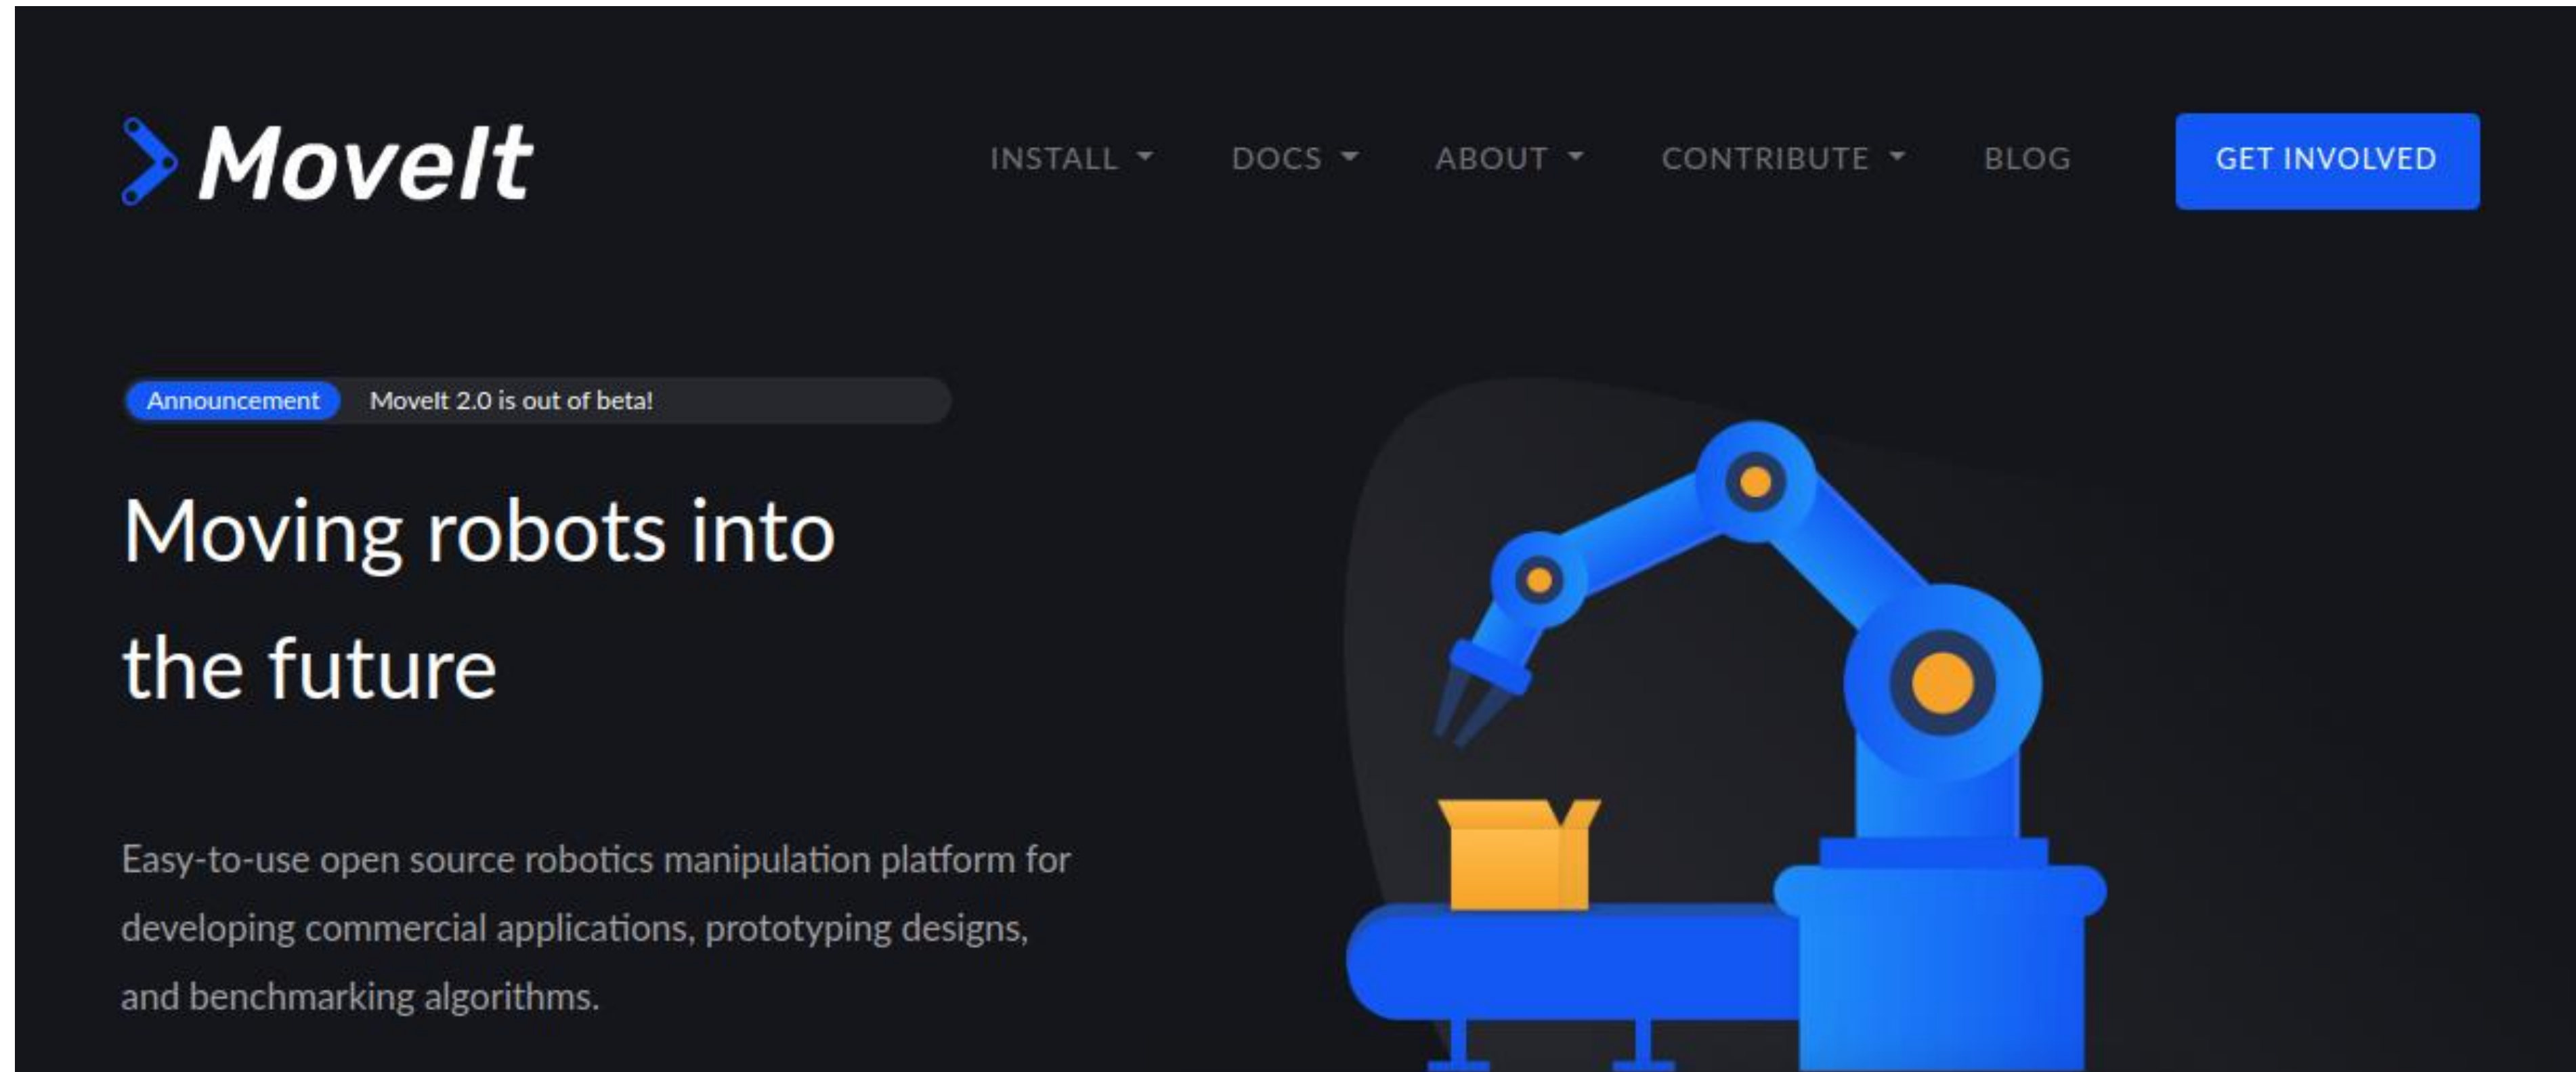 MoveIt
INSTALL
DOCS
ABOUT
CONTRIBUTE
BLOG
GET INVOLVED
Announcement MoveIt 2.0 is out of beta!
Moving robots into
the future
Easy-to-use open source robotics manipulation platform for
developing commercial applications, prototyping designs,
and benchmarking algorithms.